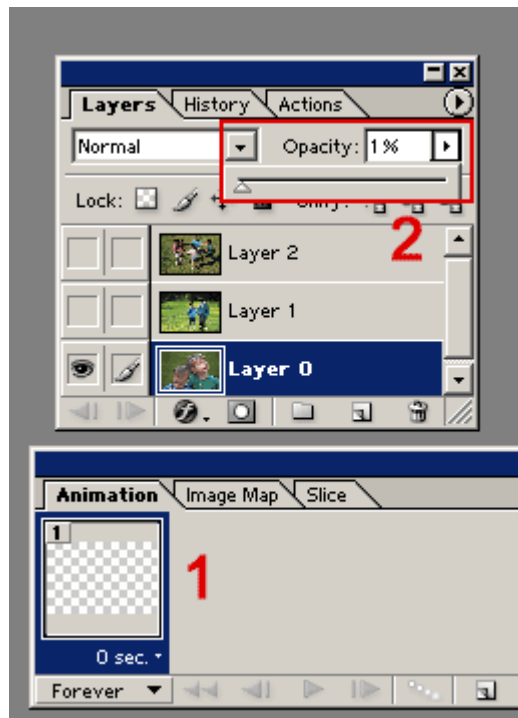 Layers History Actions
Normal Opacity: 1%
Lock:
2
Layer 2
Layer 1
Layer 0
Animation Image Map Slice
1
1
0 sec.
Forever